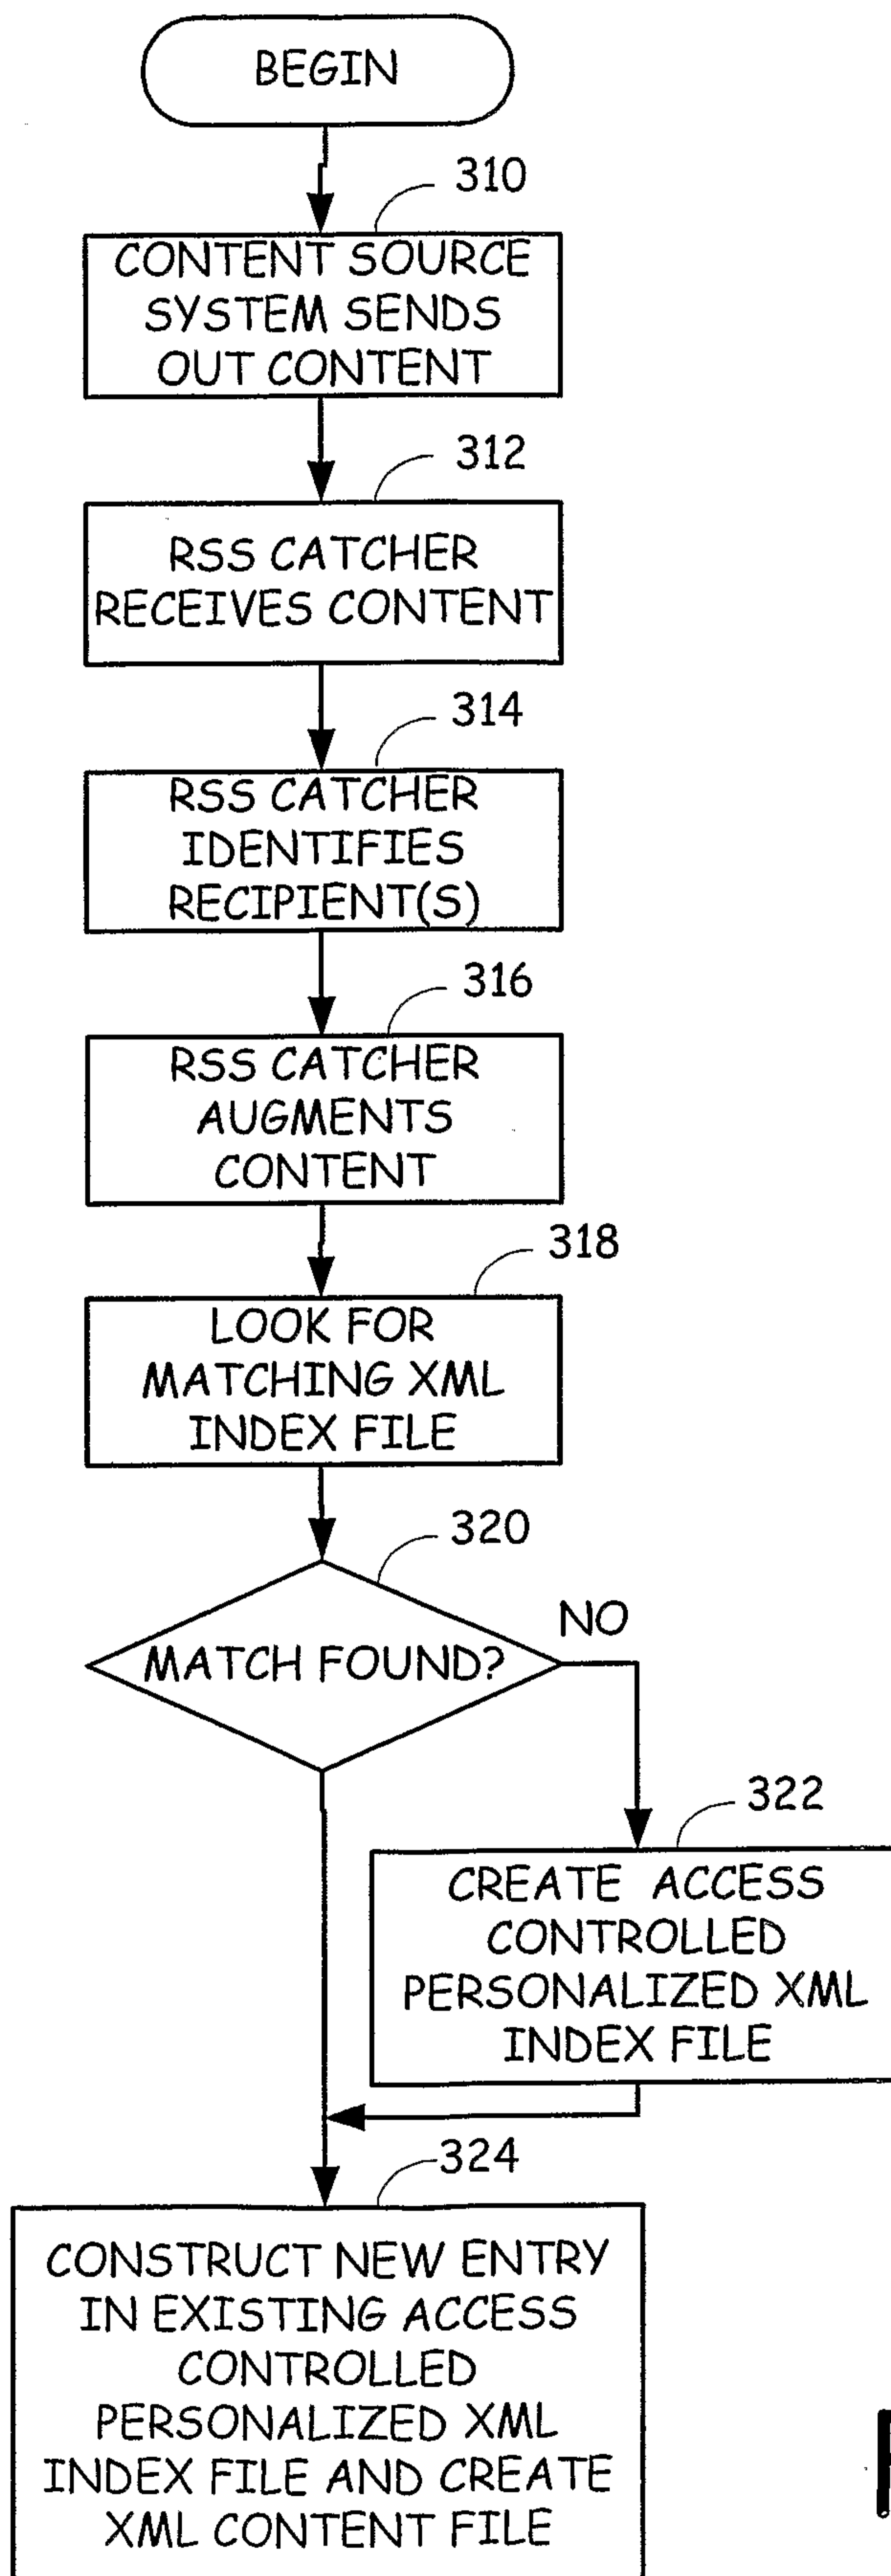 BEGIN
310
CONTENT SOURCE
SYSTEM SENDS
OUT CONTENT
312
RSS CATCHER
RECEIVES CONTENT
314
RSS CATCHER
IDENTIFIES
RECIPIENT(S)
316
RSS CATCHER
AUGMENTS
CONTENT
318
LOOK FOR
MATCHING XML
INDEX FILE
320
MATCH FOUND?
NO
322
CREATE ACCESS
CONTROLLED
PERSONALIZED XML
INDEX FILE
324
CONSTRUCT NEW ENTRY
IN EXISTING ACCESS
CONTROLLED
PERSONALIZED XML
INDEX FILE AND CREATE
XML CONTENT FILE